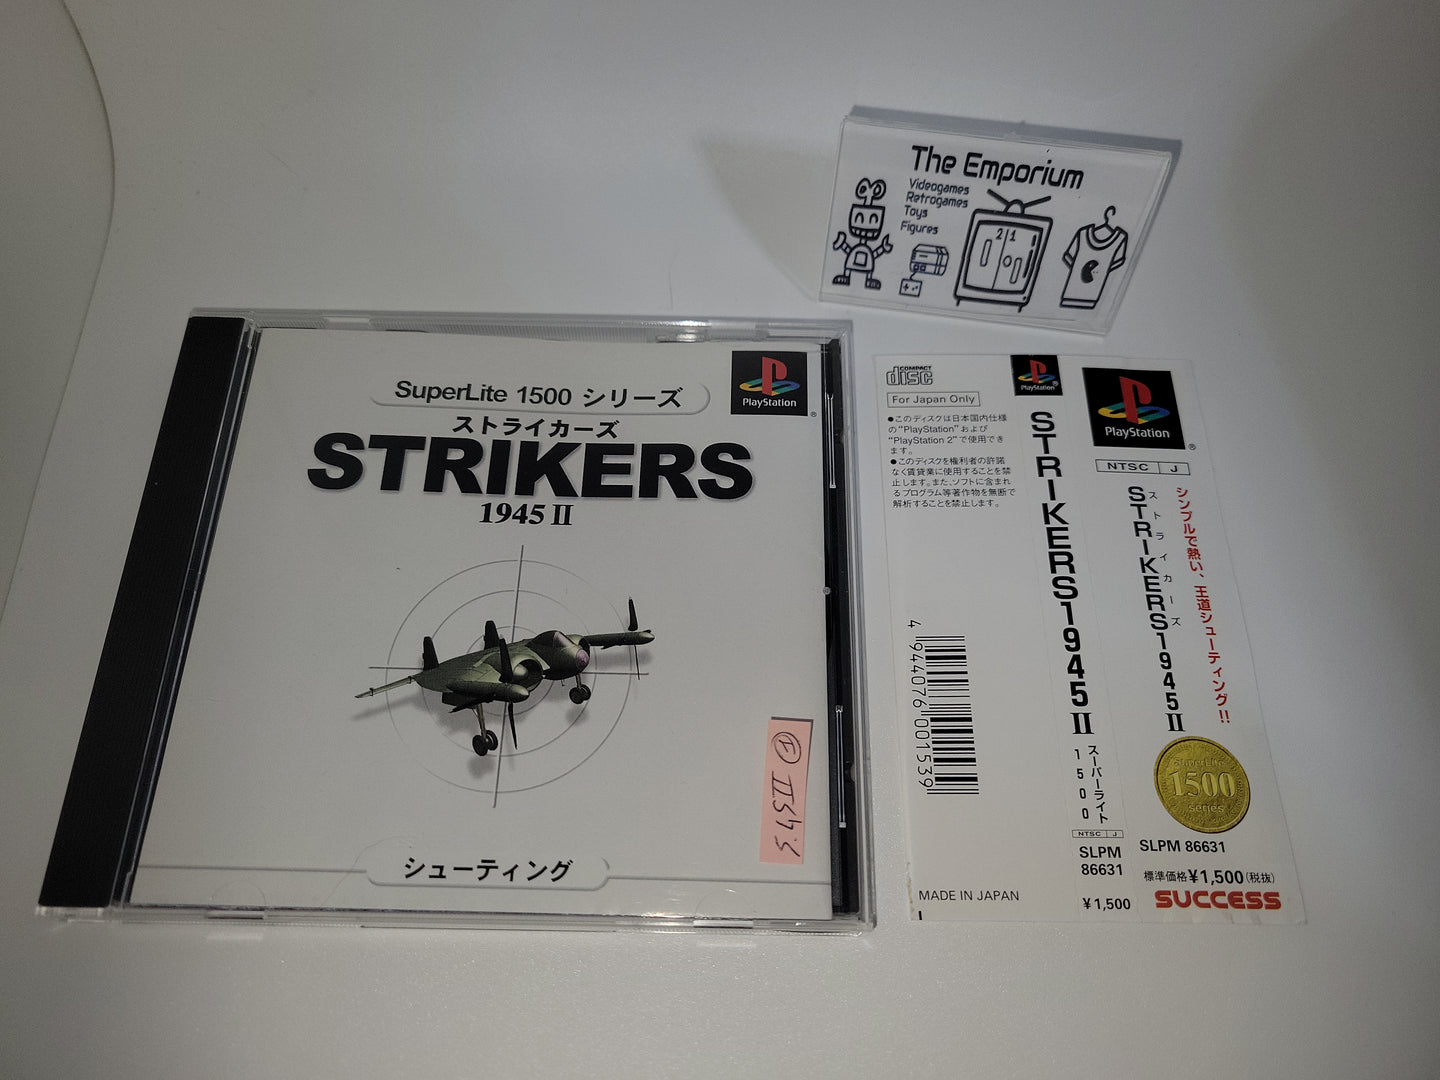 The Emporium
Videogames
Retrogames
Toys
Figures
2 1
SuperLite 1500 シリーズ
PlayStation
®
ストライカーズ
STRIKERS
1945 II
シューティング
COMPACT
disc
For Japan Only
●このディスクは日本国内仕様
の"PlayStation"および
"PlayStation 2"で使用でき
ます。
●このディスクを権利者の許諾
なく賃貸業に使用することを禁
止します。また、ソフトに含まれ
るプログラム等著作物を無断で
解析することを禁止します。
4 944076 001539
MADE IN JAPAN
PlayStation
®
STRIKERS1945II
スーパーライト
1500
NTSC J
SLPM
86631
¥1,500
PlayStation
®
NTSC J
シンプルで熱い、王道シューティング!!
ストライカーズ
STRIKERS1945II
SuperLite
1500
series
SLPM 86631
標準価格¥1,500(税抜)
SUCCESS